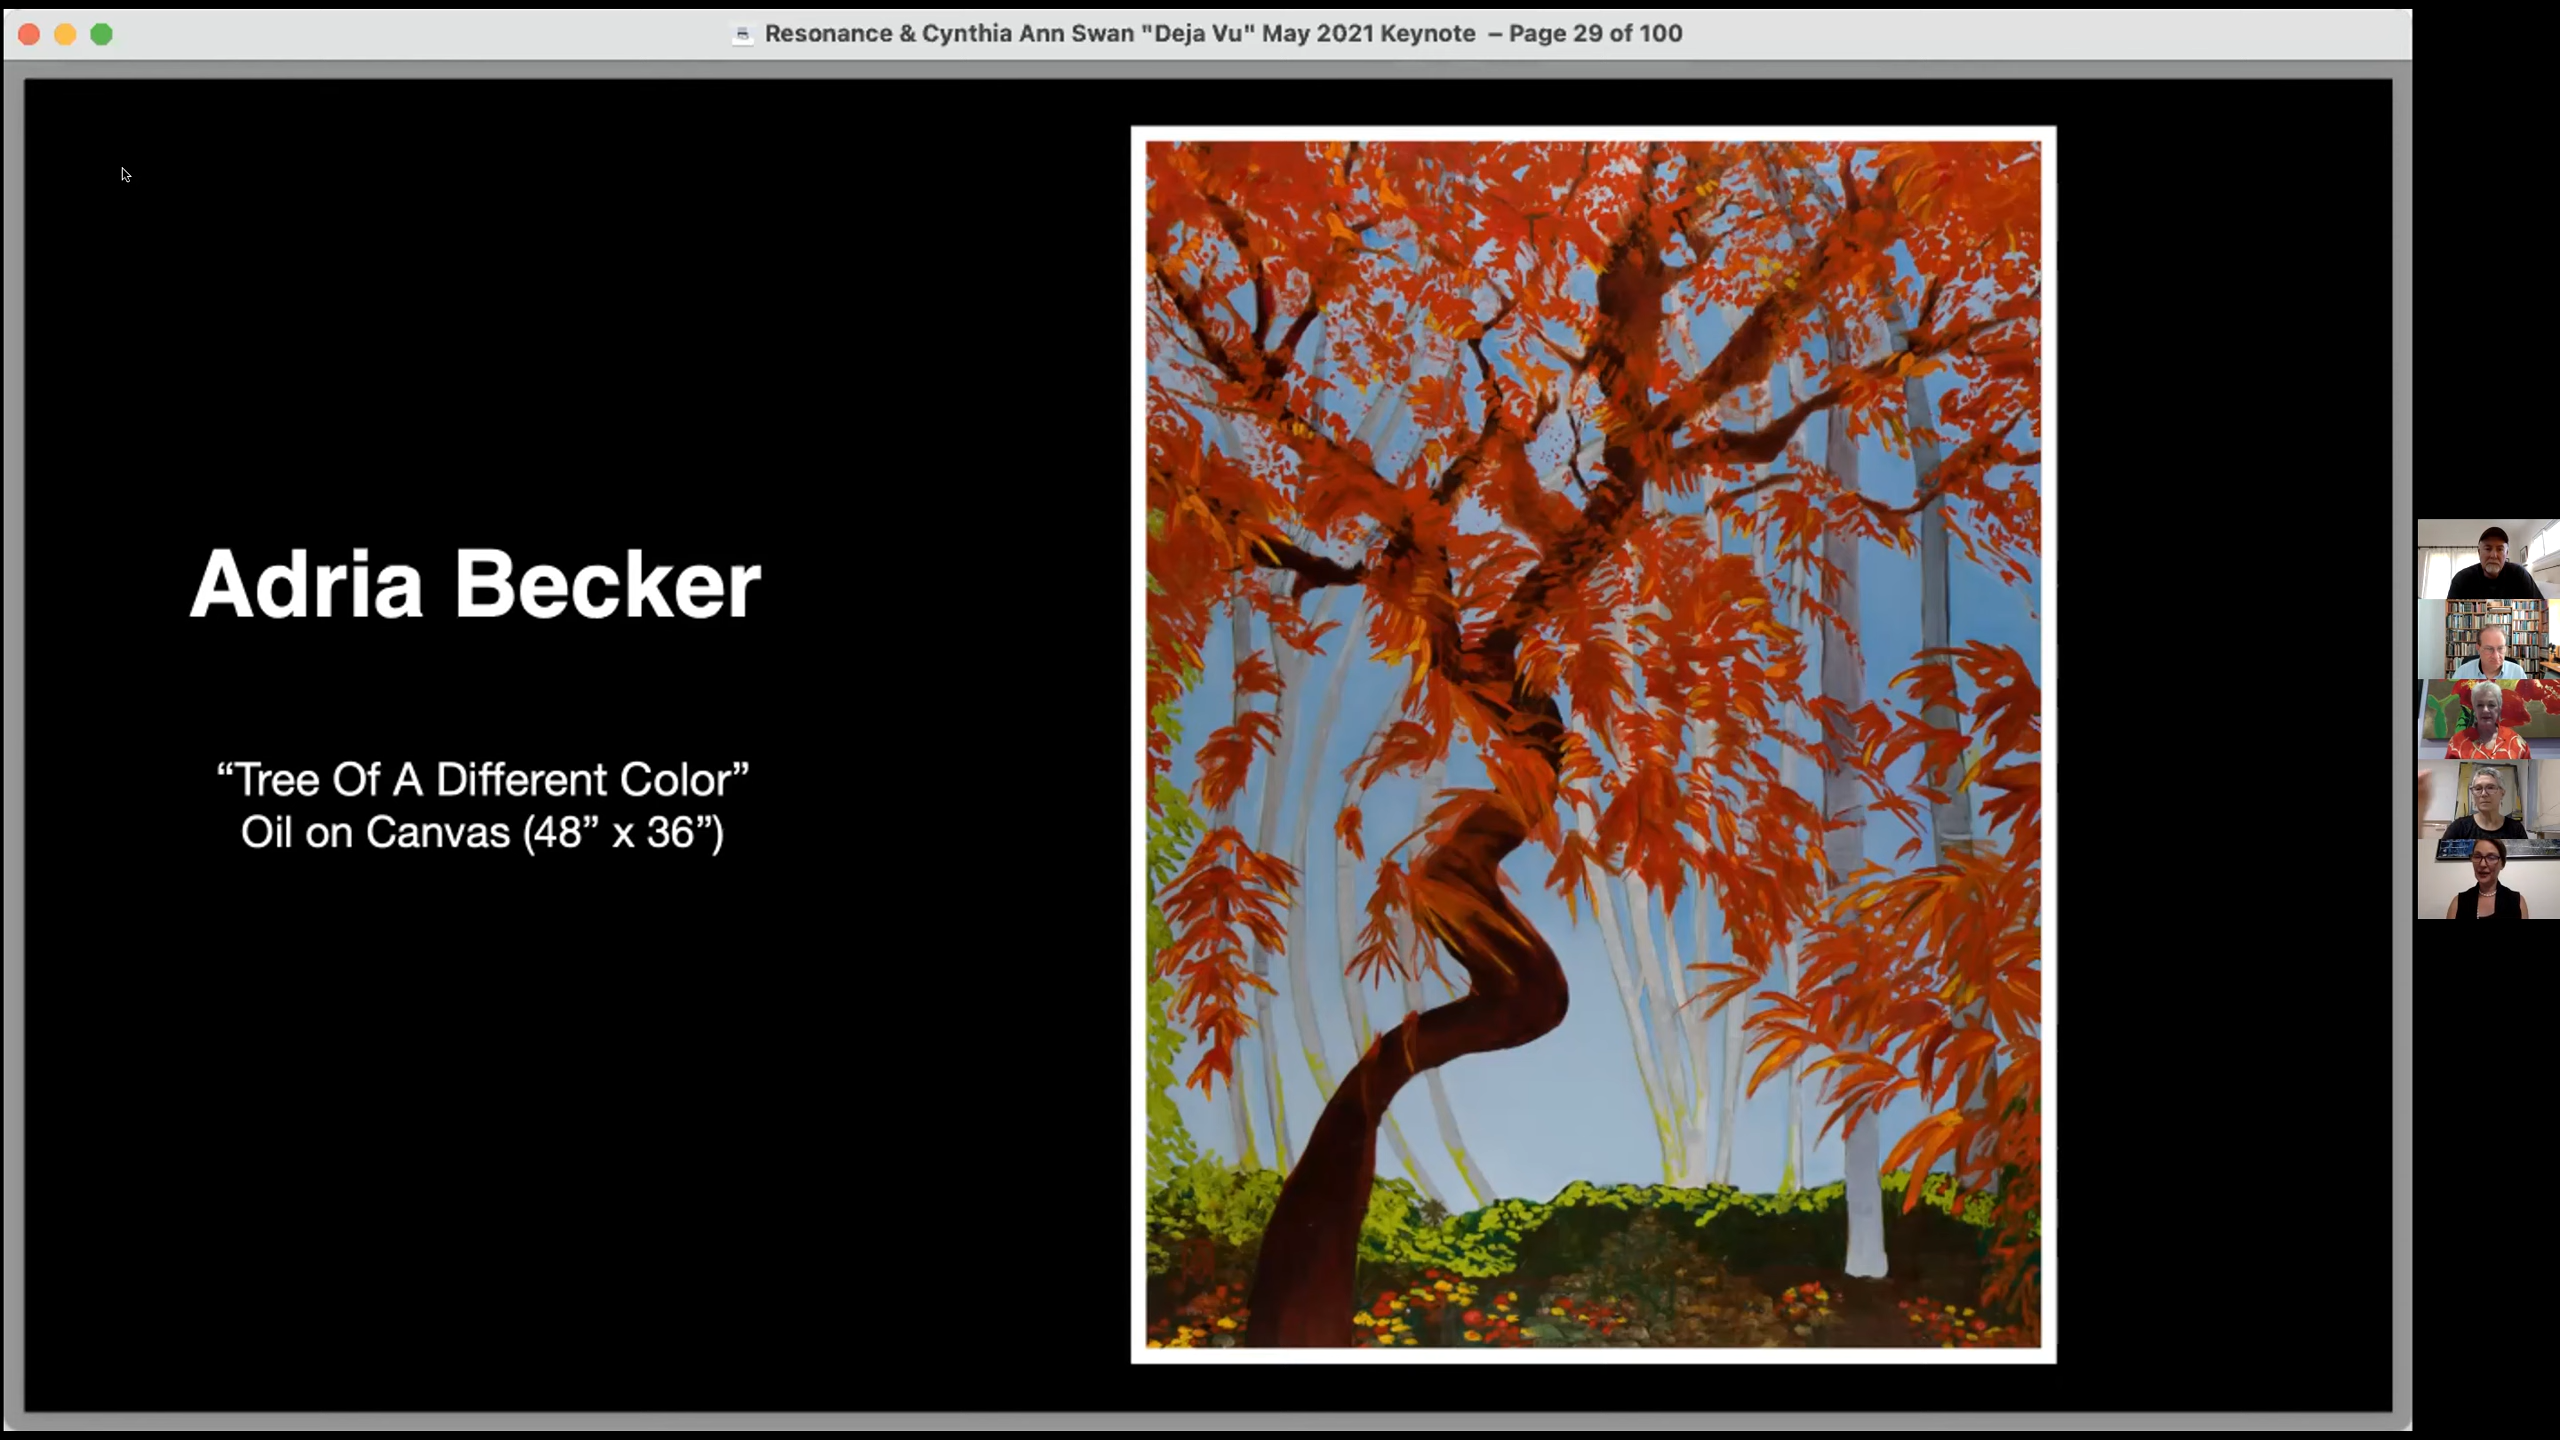 Resonance & Cynthia Ann Swan "Deja Vu" May 2021 Keynote – Page 29 of 100
Adria Becker
“Tree Of A Different Color”
Oil on Canvas (48” x 36”)